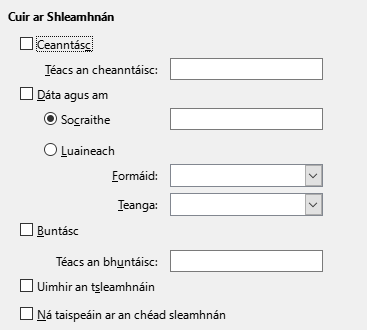 Cuir ar Shleamhnán
Ceanntásc
Téacs an cheanntáisc:
Dáta agus am
Socraithe
Luaineach
Formáid:
Teanga:
Buntásc
Téacs an bhuntáisc:
Uimhir an tsleamhnáin
Ná taispeáin ar an chéad sleamhnán